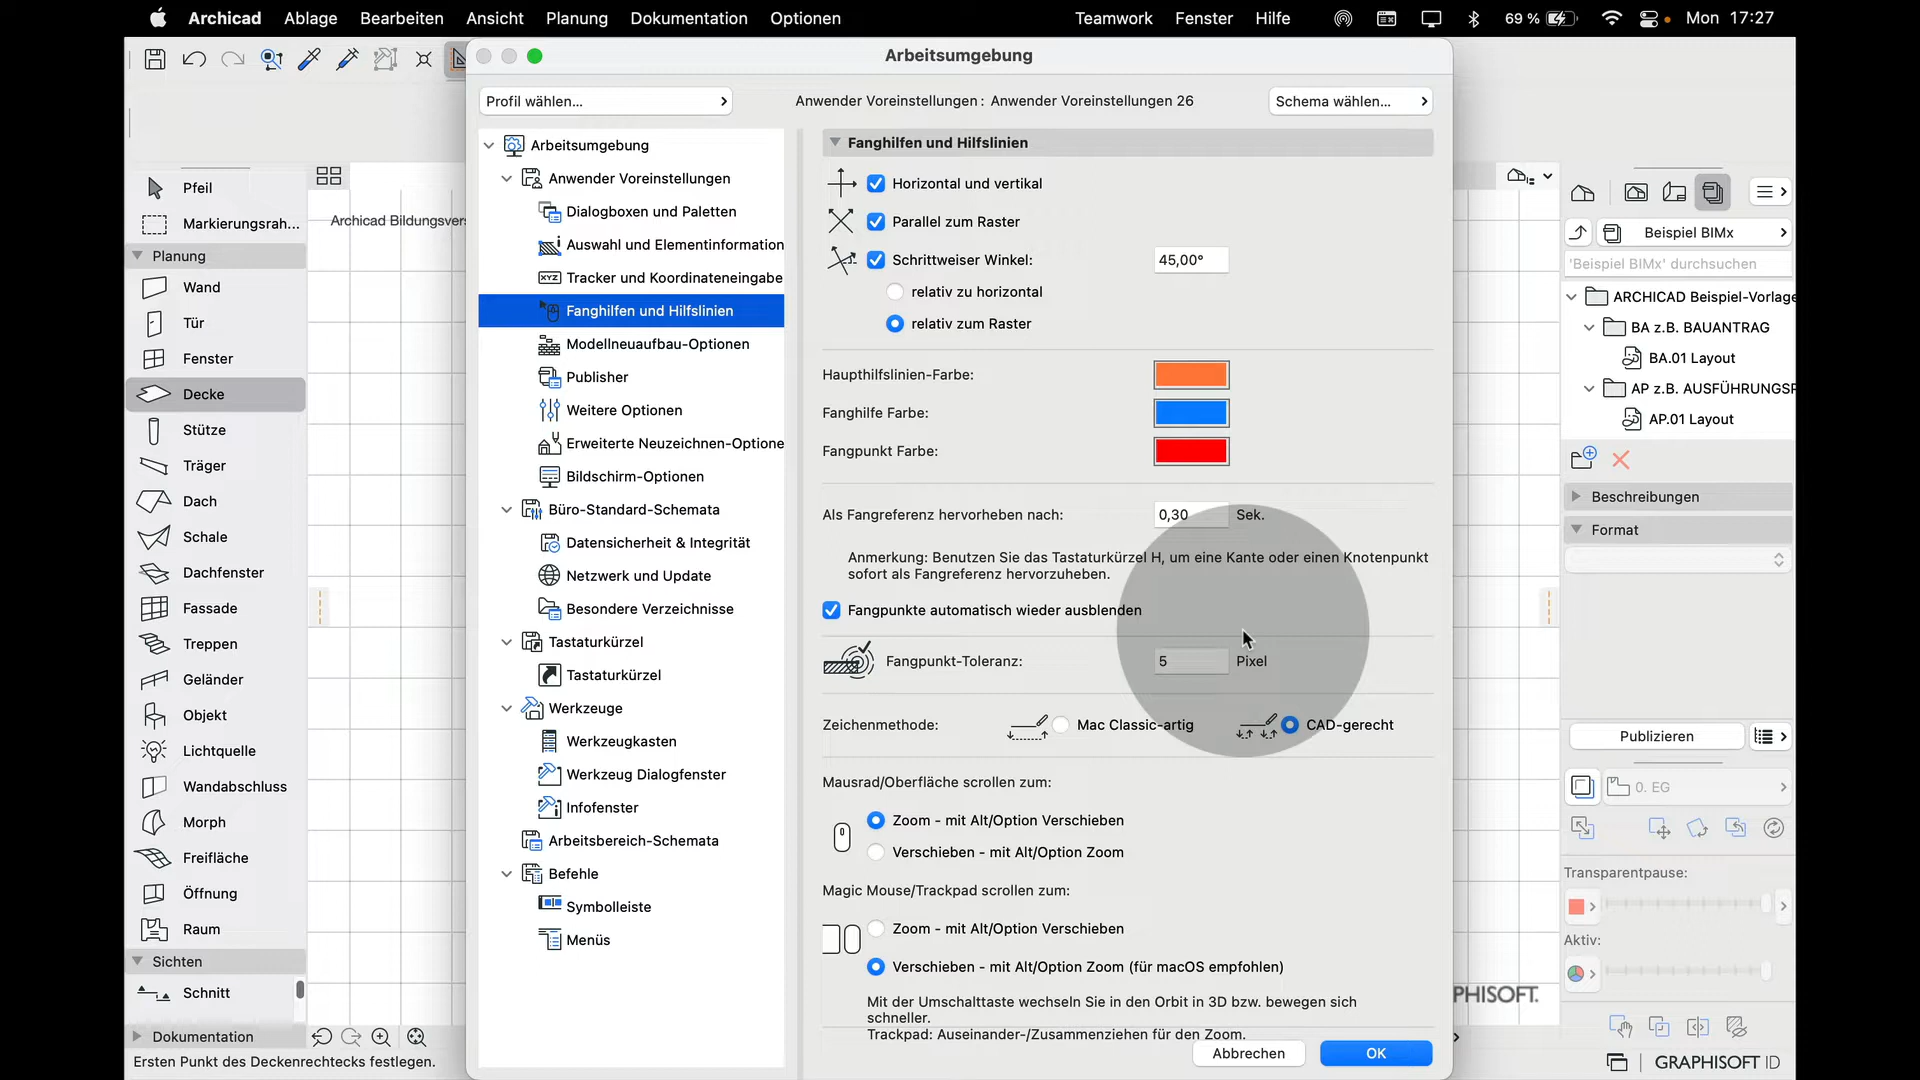 Archicad Ablage Bearbeiten Ansicht Planung Dokumentation Optionen Teamwork Fenster Hilfe 69 % Mon 17:27
Arbeitsumgebung
Profil wählen...
Anwender Voreinstellungen : Anwender Voreinstellungen 26
Schema wählen...
Pfeil
Markierungsrah...
Planung
Wand
Tür
Fenster
Decke
Stütze
Träger
Dach
Schale
Dachfenster
Fassade
Treppen
Geländer
Objekt
Lichtquelle
Wandabschluss
Morph
Freifläche
Öffnung
Raum
Sichten
Schnitt
Dokumentation
Ersten Punkt des Deckenrechtecks festlegen.
Archicad Bildungsvers
Arbeitsumgebung
Anwender Voreinstellungen
Dialogboxen und Paletten
Auswahl und Elementinformation
XYZ Tracker und Koordinateneingabe
Fanghilfen und Hilfslinien
Modellneuaufbau-Optionen
Publisher
Weitere Optionen
Erweiterte Neuzeichnen-Optione
Bildschirm-Optionen
Büro-Standard-Schemata
Datensicherheit & Integrität
Netzwerk und Update
Besondere Verzeichnisse
Tastaturkürzel
Tastaturkürzel
Werkzeuge
Werkzeugkasten
Werkzeug Dialogfenster
Infofenster
Arbeitsbereich-Schemata
Befehle
Symbolleiste
Menüs
Fanghilfen und Hilfslinien
Horizontal und vertikal
Parallel zum Raster
Schrittweiser Winkel: 45,00°
relativ zu horizontal
relativ zum Raster
Haupthilfslinien-Farbe:
Fanghilfe Farbe:
Fangpunkt Farbe:
Als Fangreferenz hervorheben nach: 0,30 Sek.
Anmerkung: Benutzen Sie das Tastaturkürzel H, um eine Kante oder einen Knotenpunkt
sofort als Fangreferenz hervorzuheben.
Fangpunkte automatisch wieder ausblenden
Fangpunkt-Toleranz: 5 Pixel
Zeichenmethode: Mac Classic-artig CAD-gerecht
Mausrad/Oberfläche scrollen zum:
Zoom - mit Alt/Option Verschieben
Verschieben - mit Alt/Option Zoom
Magic Mouse/Trackpad scrollen zum:
Zoom - mit Alt/Option Verschieben
Verschieben - mit Alt/Option Zoom (für macOS empfohlen)
Mit der Umschalttaste wechseln Sie in den Orbit in 3D bzw. bewegen sich
schneller.
Trackpad: Auseinander-/Zusammenziehen für den Zoom.
Abbrechen OK
Beispiel BIMx
'Beispiel BIMx' durchsuchen
ARCHICAD Beispiel-Vorlage
BA z.B. BAUANTRAG
BA.01 Layout
AP z.B. AUSFÜHRUNGSP
AP.01 Layout
Beschreibungen
Format
Publizieren
0. EG
Transparentpause:
Aktiv:
PHISOFT.
GRAPHISOFT ID